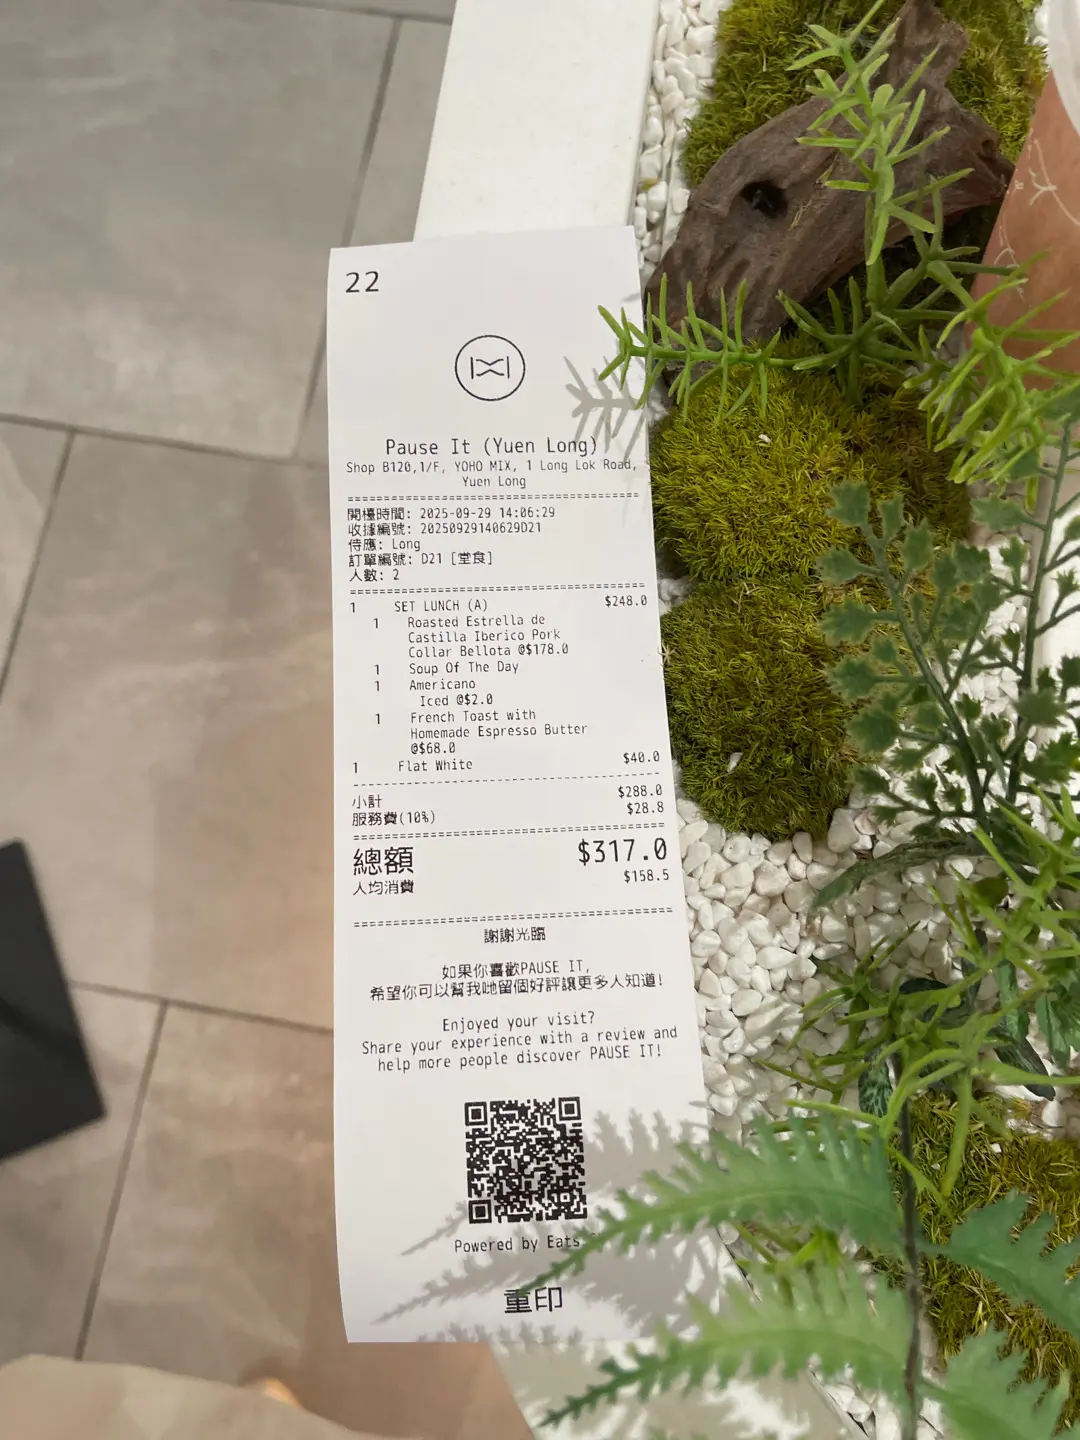 22
Pause It (Yuen Long)
Shop B120,1/F, YOHO MIX, 1 Long Lok Road,
Yuen Long
開檯時間: 2025-09-29 14:06:29
收據編號: 20250929140629D21
侍應: Long
訂單編號: D21 [堂食]
人數: 2
1 SET LUNCH (A) $248.0
1 Roasted Estrella de
Castilla Iberico Pork
Collar Bellota @$178.0
1 Soup Of The Day
1 Americano
Iced @$2.0
1 French Toast with
Homemade Espresso Butter
@$68.0
1 Flat White $40.0
小計 $288.0
服務費(10%) $28.8
總額 $317.0
人均消費 $158.5
謝謝光臨
如果你喜歡PAUSE IT,
希望你可以幫我哋留個好評讓更多人知道!
Enjoyed your visit?
Share your experience with a review and
help more people discover PAUSE IT!
Powered by Eats
重印